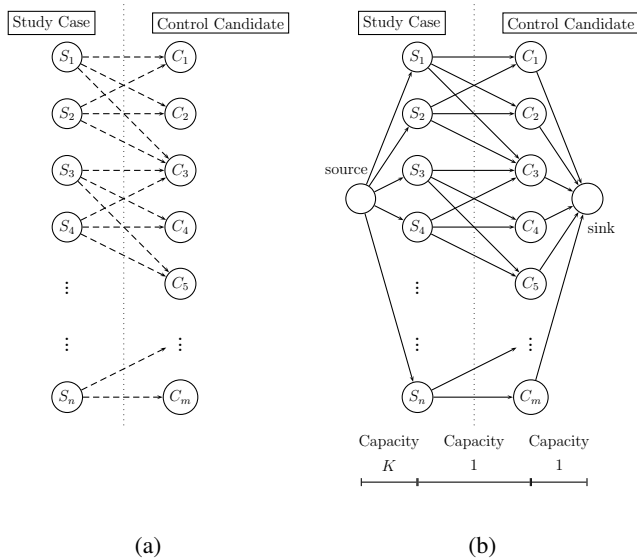 Study Case Control Candidate Study Case Control Candidate
S₁ C₁ S₁ C₁
S₂ C₂ S₂ C₂
source
S₃ C₃ S₃ C₃
S₄ C₄ S₄ C₄
sink
C₅ C₅
⋮ ⋮
⋮ ⋮ ⋮ ⋮
Sₙ Cₘ Sₙ Cₘ
Capacity Capacity Capacity
K 1 1
(a) (b)